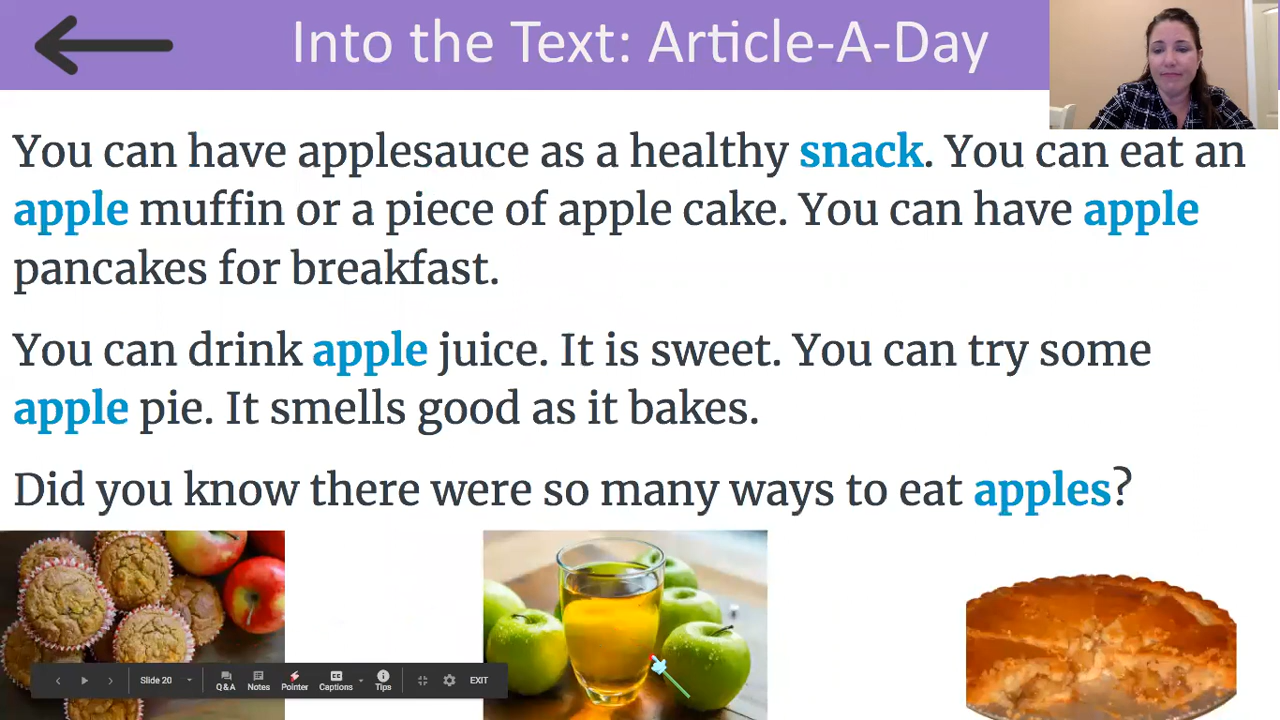 Into the Text: Article-A-Day
You can have applesauce as a healthy snack. You can eat an
apple muffin or a piece of apple cake. You can have apple
pancakes for breakfast.
You can drink apple juice. It is sweet. You can try some
apple pie. It smells good as it bakes.
Did you know there were so many ways to eat apples?
Slide 20
Q&A
Notes
Pointer
Captions
Tips
EXIT